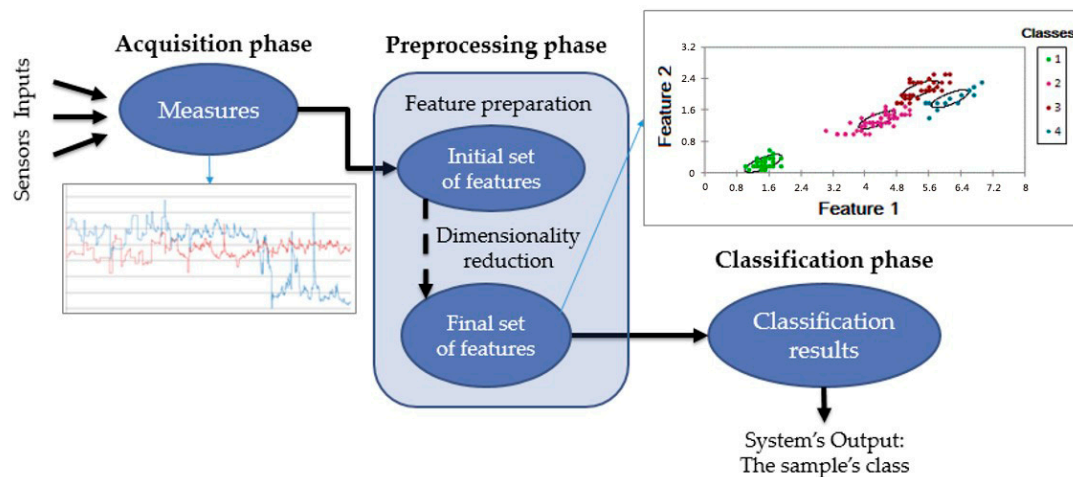 Acquisition phase
Sensors Inputs
Measures
Preprocessing phase
Feature preparation
Initial set
of features
Dimensionality
reduction
Final set
of features
Classes
1
2
3
4
Feature 2
3.2
2.4
1.6
0.8
0
0 0.8 1.6 2.4 3.2 4 4.8 5.6 6.4 7.2 8
Feature 1
Classification phase
Classification
results
System's Output:
The sample's class